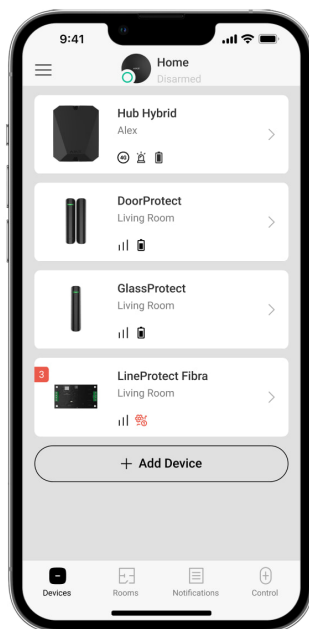 9:41
Home
Disarmed
Hub Hybrid
Alex
4G
DoorProtect
Living Room
GlassProtect
Living Room
3
LineProtect Fibra
Living Room
+ Add Device
Devices
Rooms
Notifications
Control